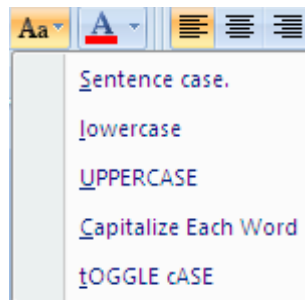 Aa A
Sentence case.
lowercase
UPPERCASE
Capitalize Each Word
tOGGLE cASE